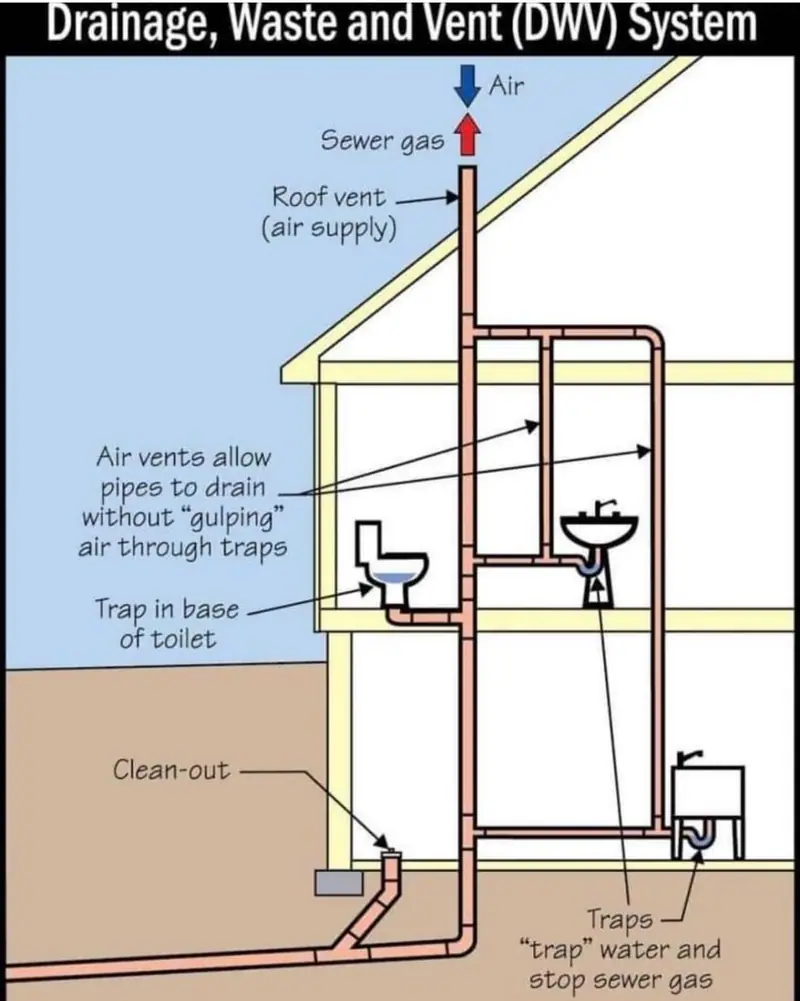 Drainage, Waste and Vent (DWV) System
Air
Sewer gas
Roof vent
(air supply)
Air vents allow
pipes to drain
without “gulping”
air through traps
Trap in base
of toilet
Clean-out
Traps
“trap” water and
stop sewer gas